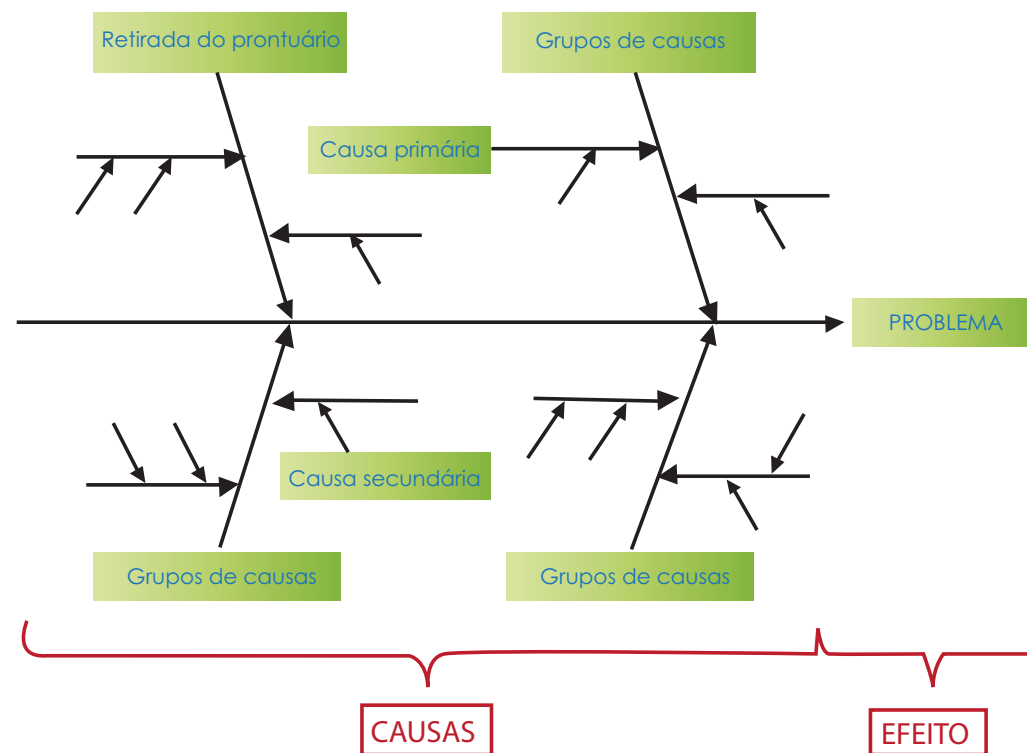 Retirada do prontuário
Grupos de causas
Causa primária
PROBLEMA
Causa secundária
Grupos de causas
Grupos de causas
CAUSAS
EFEITO